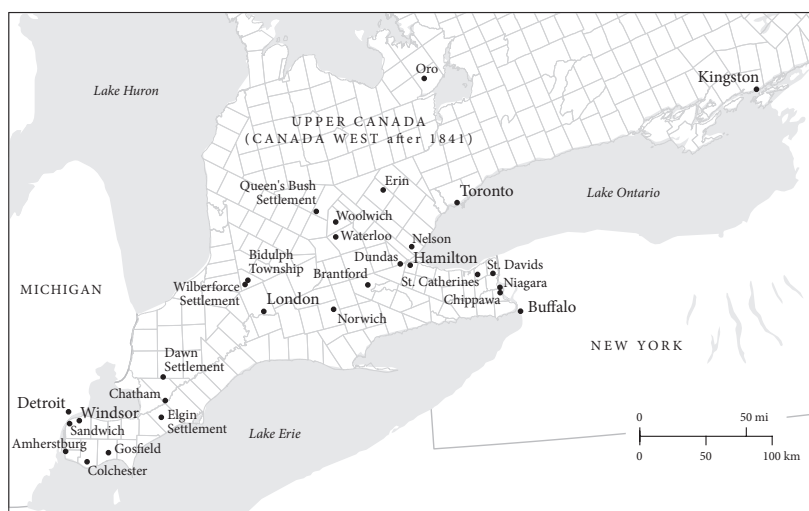 Oro
Kingston
Lake Huron
UPPER CANADA
(CANADA WEST after 1841)
Erin
Queen's Bush
Settlement
Toronto
Lake Ontario
Woolwich
Waterloo
Nelson
Dundas
Hamilton
Bidulph
Township
Brantford
St. Davids
St. Catherines
Niagara
Wilberforce
Settlement
MICHIGAN
London
Chippawa
Buffalo
Norwich
NEW YORK
Dawn
Settlement
Chatham
Detroit
Windsor
Elgin
Settlement
Sandwich
Lake Erie
Amherstburg
Gosfield
Colchester
0 50 mi
0 50 100 km